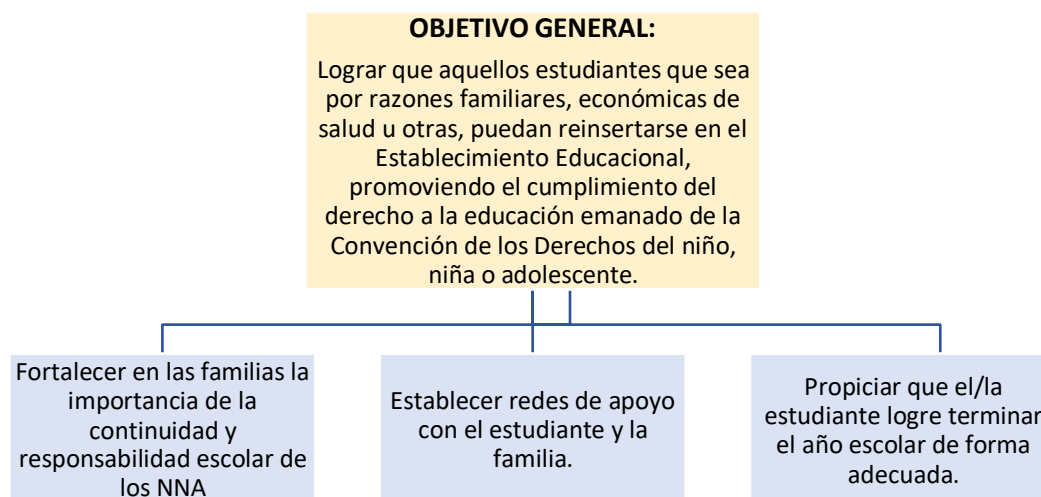 OBJETIVO GENERAL:
Lograr que aquellos estudiantes que sea
por razones familiares, económicas de
salud u otras, puedan reinsertarse en el
Establecimiento Educacional,
promoviendo el cumplimiento del
derecho a la educación emanado de la
Convención de los Derechos del niño,
niña o adolescente.
Fortalecer en las familias la
importancia de la
continuidad y
responsabilidad escolar de
los NNA
Establecer redes de apoyo
con el estudiante y la
familia.
Propiciar que el/la
estudiante logre terminar
el año escolar de forma
adecuada.